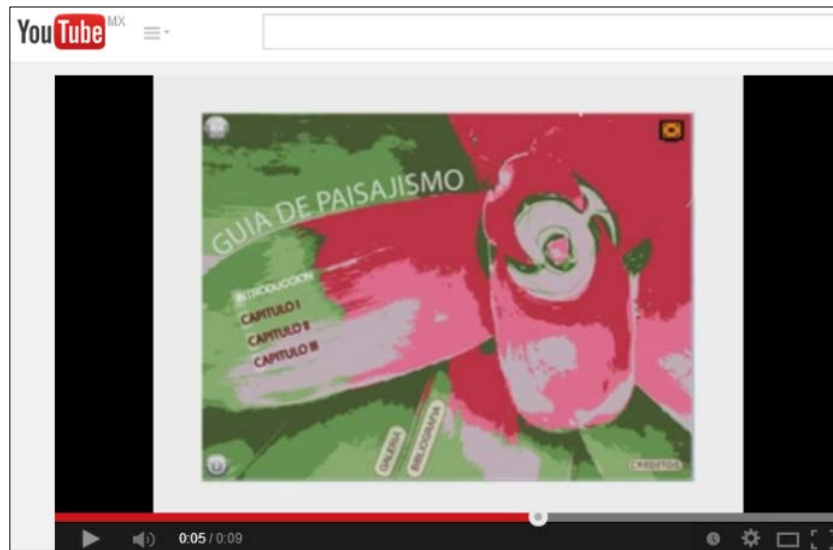 YouTube MX
GUIA DE PAISAJISMO
INTRODUCCION
CAPITULO I
CAPITULO II
CAPITULO III
GALERIA
BIBLIOGRAFIA
CREDITOS
0:05 / 0:09